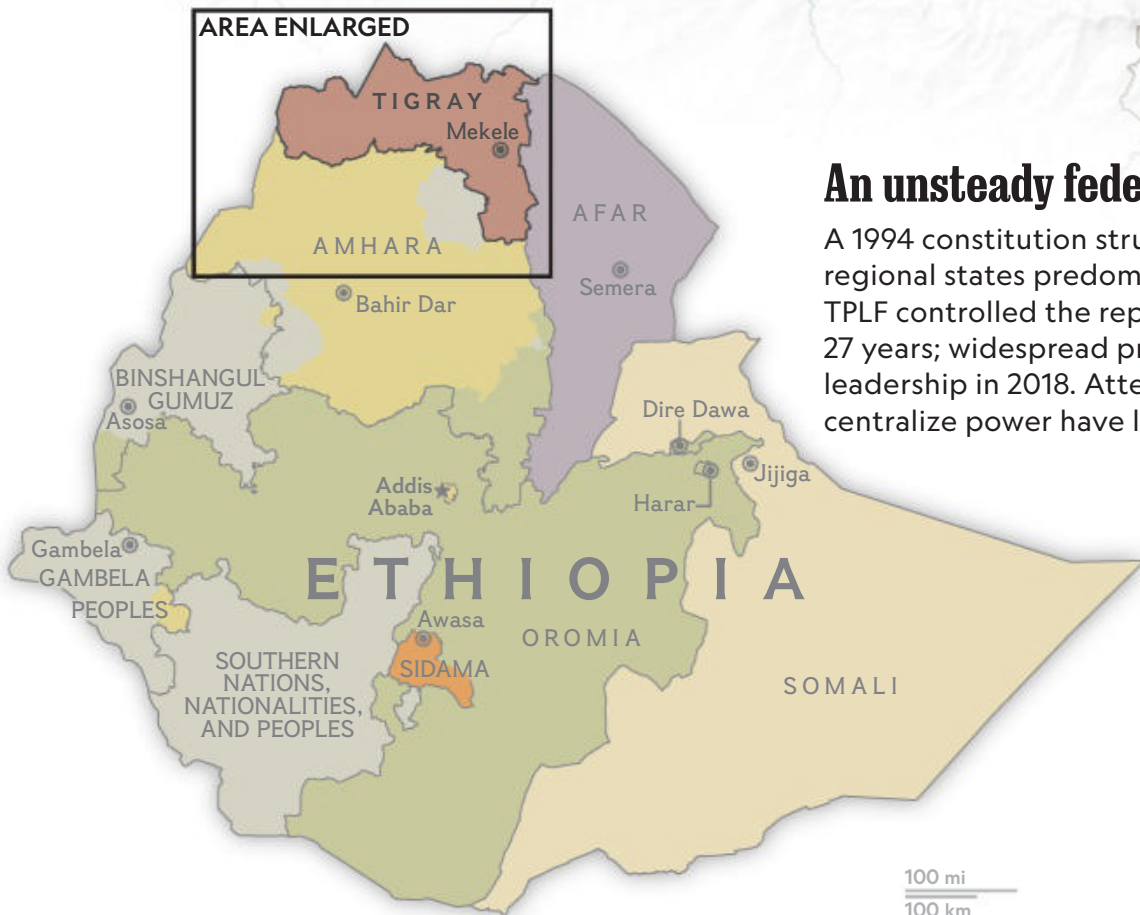 AREA ENLARGED
TIGRAY
Mekele
AFAR
AMHARA
Semera
Bahir Dar
BINSHANGUL
GUMUZ
Asosa
Dire Dawa
Jijiga
Addis
Ababa
Harar
Gambela
GAMBELA
PEOPLES
ETHIOPIA
Awasa
OROMIA
SIDAMA
SOUTHERN
NATIONS,
NATIONALITIES,
AND PEOPLES
SOMALI
An unsteady fede
A 1994 constitution stru
regional states predom
TPLF controlled the rep
27 years; widespread pr
leadership in 2018. Atte
centralize power have l
100 mi
100 km